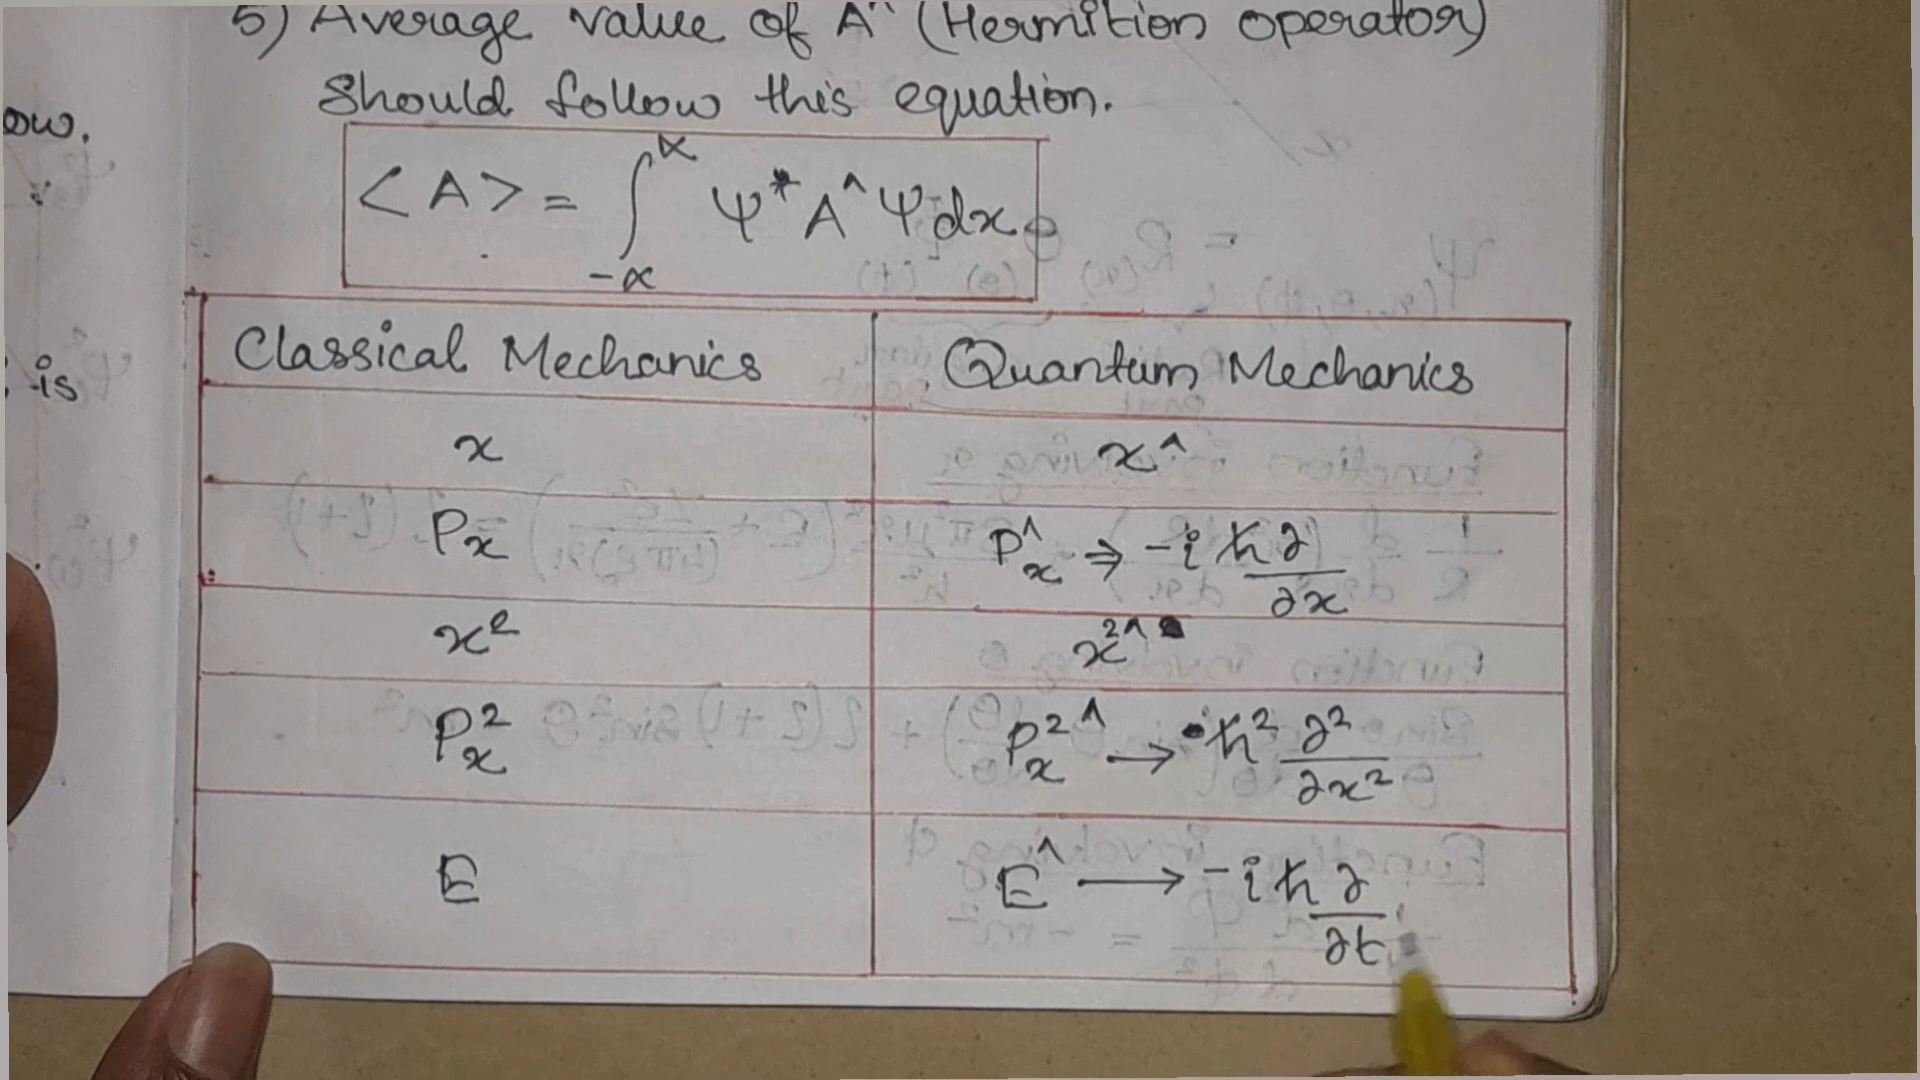 5) Average value of A^ (Hermition operator)
Should follow this equation.
ow.
<A> = ∫ Ψ* A^ Ψ dx
∝
-∝
Classical Mechanics Quantum Mechanics
x x^
is
Px P^x ⇒ -iħ ∂/∂x
x² x²^
Px² Px²^ → ħ² ∂²/∂x²
E E^ → -iħ ∂/∂t